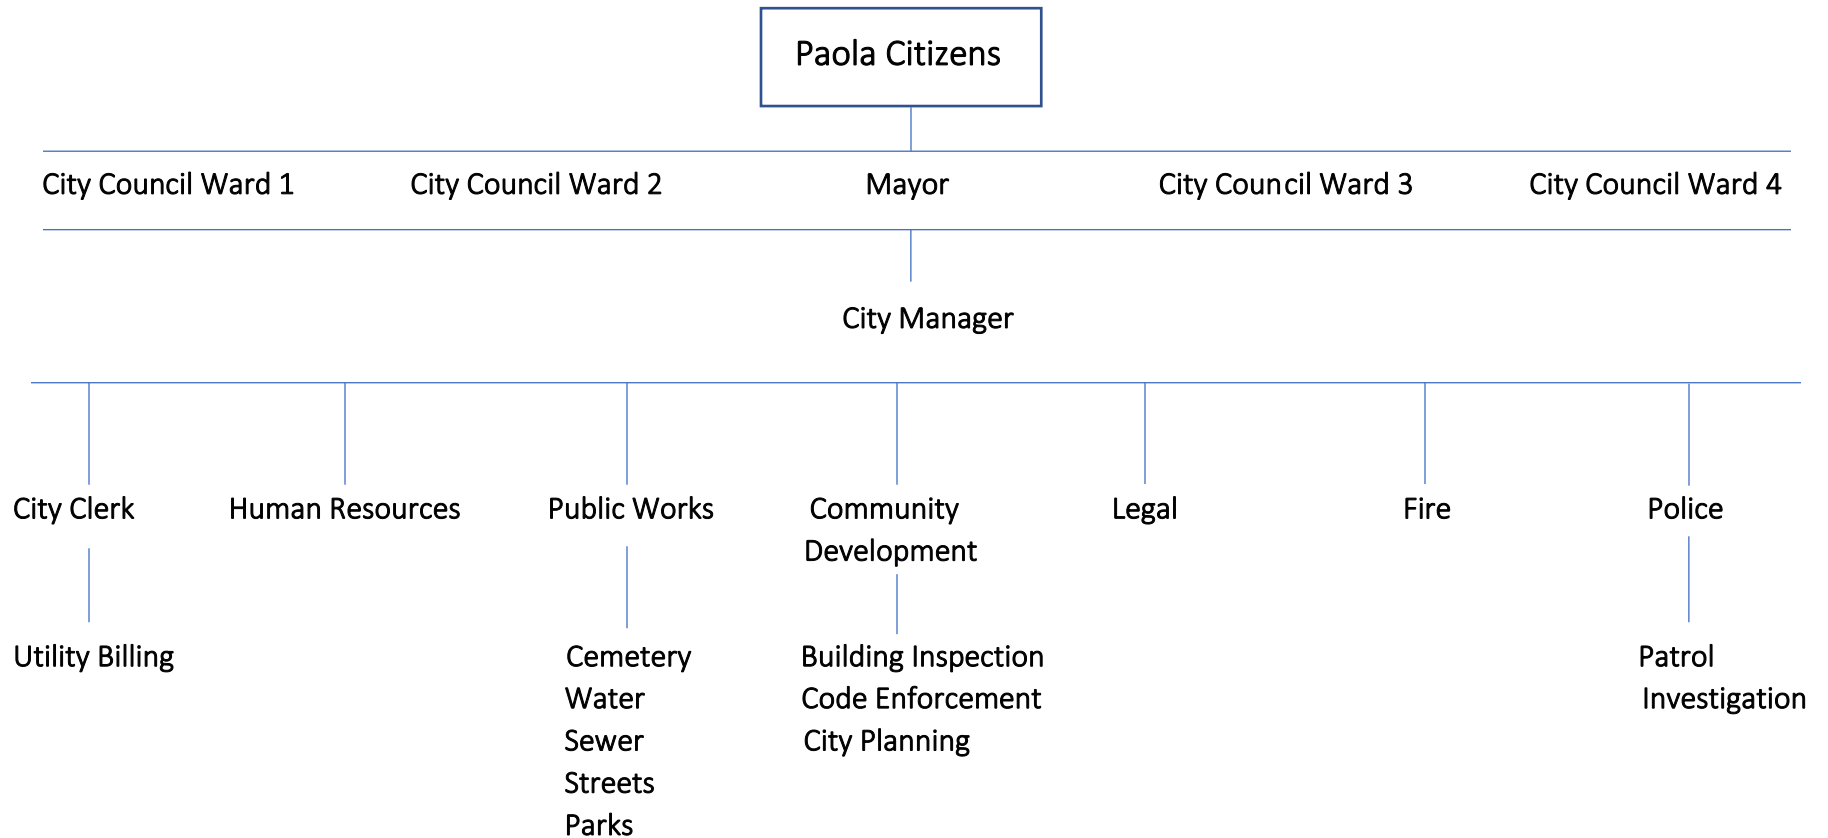 Paola Citizens
City Council Ward 1
City Council Ward 2
Mayor
City Council Ward 3
City Council Ward 4
City Manager
City Clerk
Human Resources
Public Works
Community
Development
Legal
Fire
Police
Utility Billing
Cemetery
Water
Sewer
Streets
Parks
Building Inspection
Code Enforcement
City Planning
Patrol
Investigation